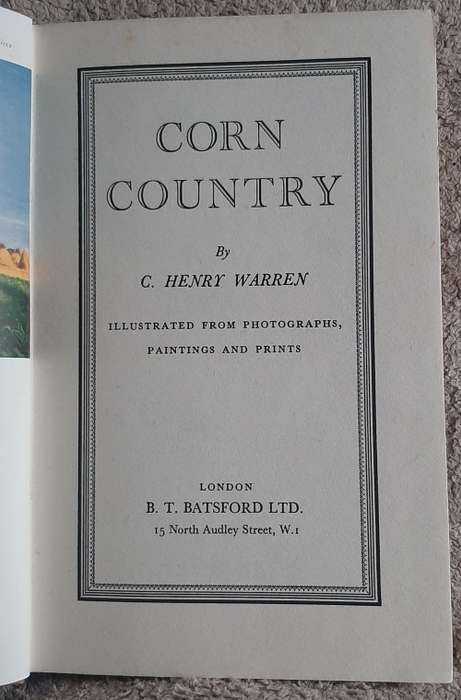 CORN
COUNTRY
By
C. HENRY WARREN
ILLUSTRATED FROM PHOTOGRAPHS,
PAINTINGS AND PRINTS
LONDON
B. T. BATSFORD LTD.
15 North Audley Street, W.1